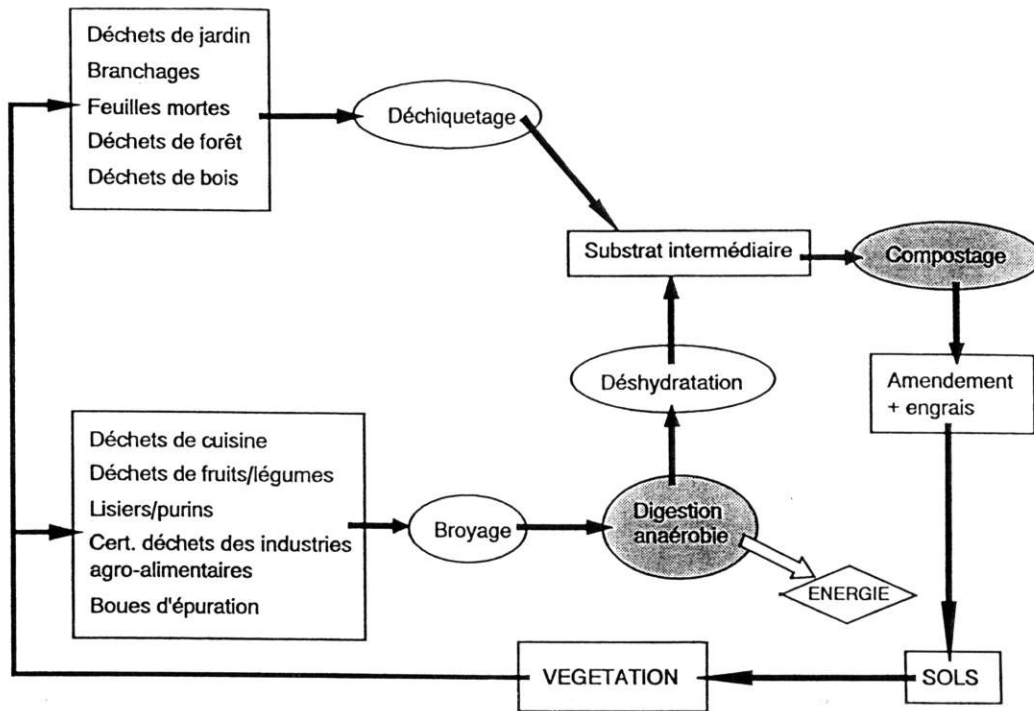 Déchets de jardin
Branchages
Feuilles mortes
Déchets de forêt
Déchets de bois
Déchiquetage
Substrat intermédiaire
Compostage
Déshydratation
Amendement
+ engrais
Déchets de cuisine
Déchets de fruits/légumes
Lisiers/purins
Cert. déchets des industries
agro-alimentaires
Boues d'épuration
Broyage
Digestion
anaérobie
ENERGIE
VEGETATION
SOLS